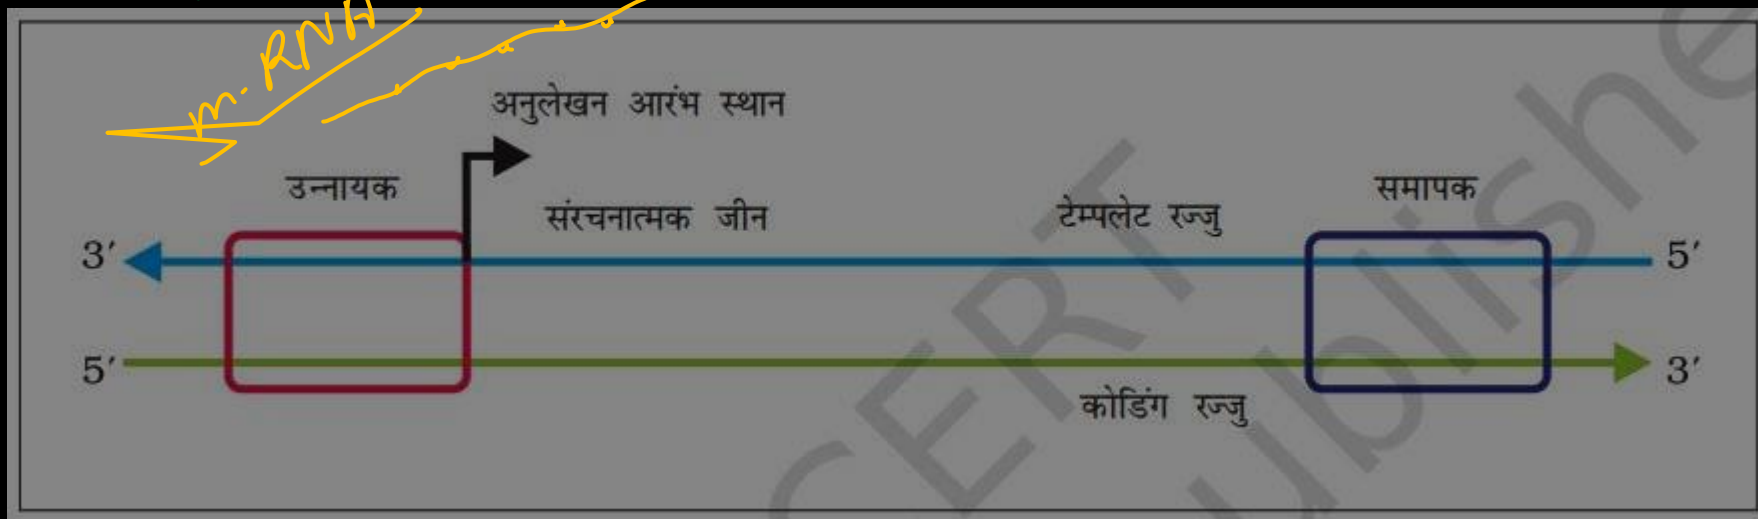 m.RNA
अनुलेखन आरंभ स्थान
उन्नायक
समापक
संरचनात्मक जीन
टेम्पलेट रज्जु
3′
5′
5′
3′
कोडिंग रज्जु